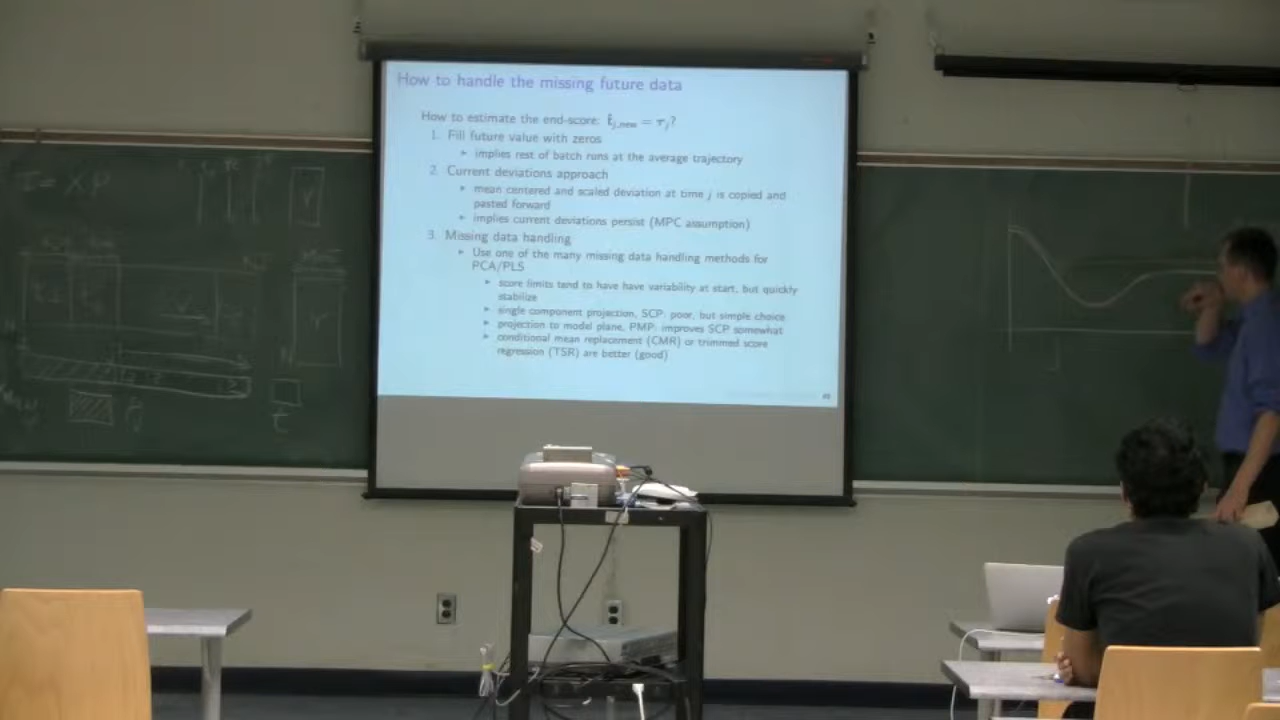 How to handle the missing future data
How to estimate the end-score: t̂j,new = τj?
1. Fill future value with zeros
▸ implies rest of batch runs at the average trajectory
2. Current deviations approach
▸ mean centered and scaled deviation at time j is copied and
pasted forward
▸ implies current deviations persist (MPC assumption)
3. Missing data handling
▸ Use one of the many missing data handling methods for
PCA/PLS
▸ score limits tend to have have variability at start, but quickly
stabilize
▸ single component projection, SCP: poor, but simple choice
▸ projection to model plane, PMP: improves SCP somewhat
▸ conditional mean replacement (CMR) or trimmed score
regression (TSR) are better (good)